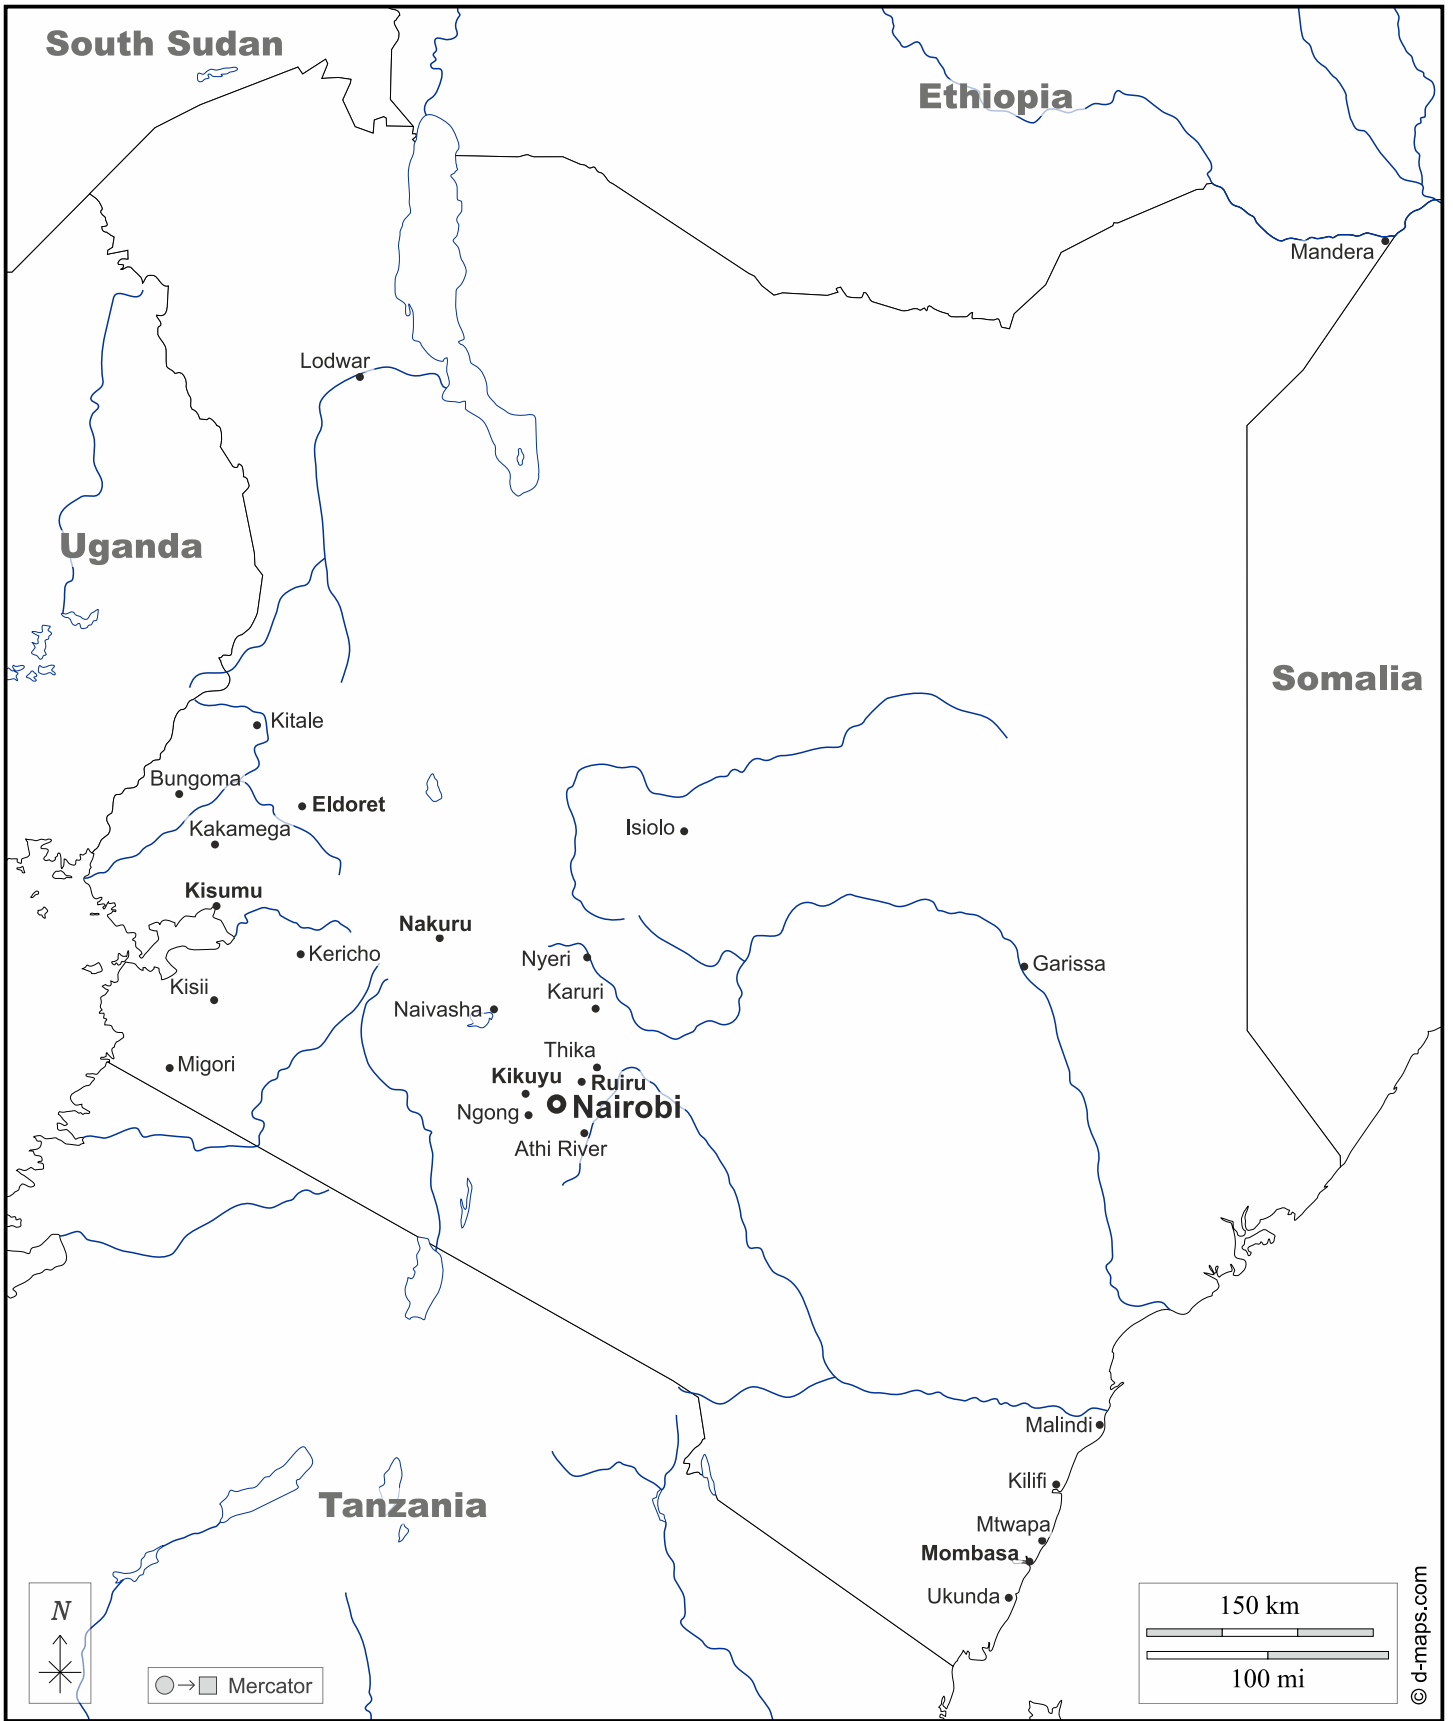 South Sudan
Ethiopia
Mandera
Lodwar
Uganda
Somalia
Kitale
Bungoma
Eldoret
Isiolo
Kakamega
Kisumu
Nakuru
Kericho
Nyeri
Garissa
Kisii
Karuri
Naivasha
Thika
Migori
Kikuyu
Ruiru
Ngong
Nairobi
Athi River
Malindi
Kilifi
Tanzania
Mtwapa
Mombasa
Ukunda
N
Mercator
150 km
100 mi
© d-maps.com